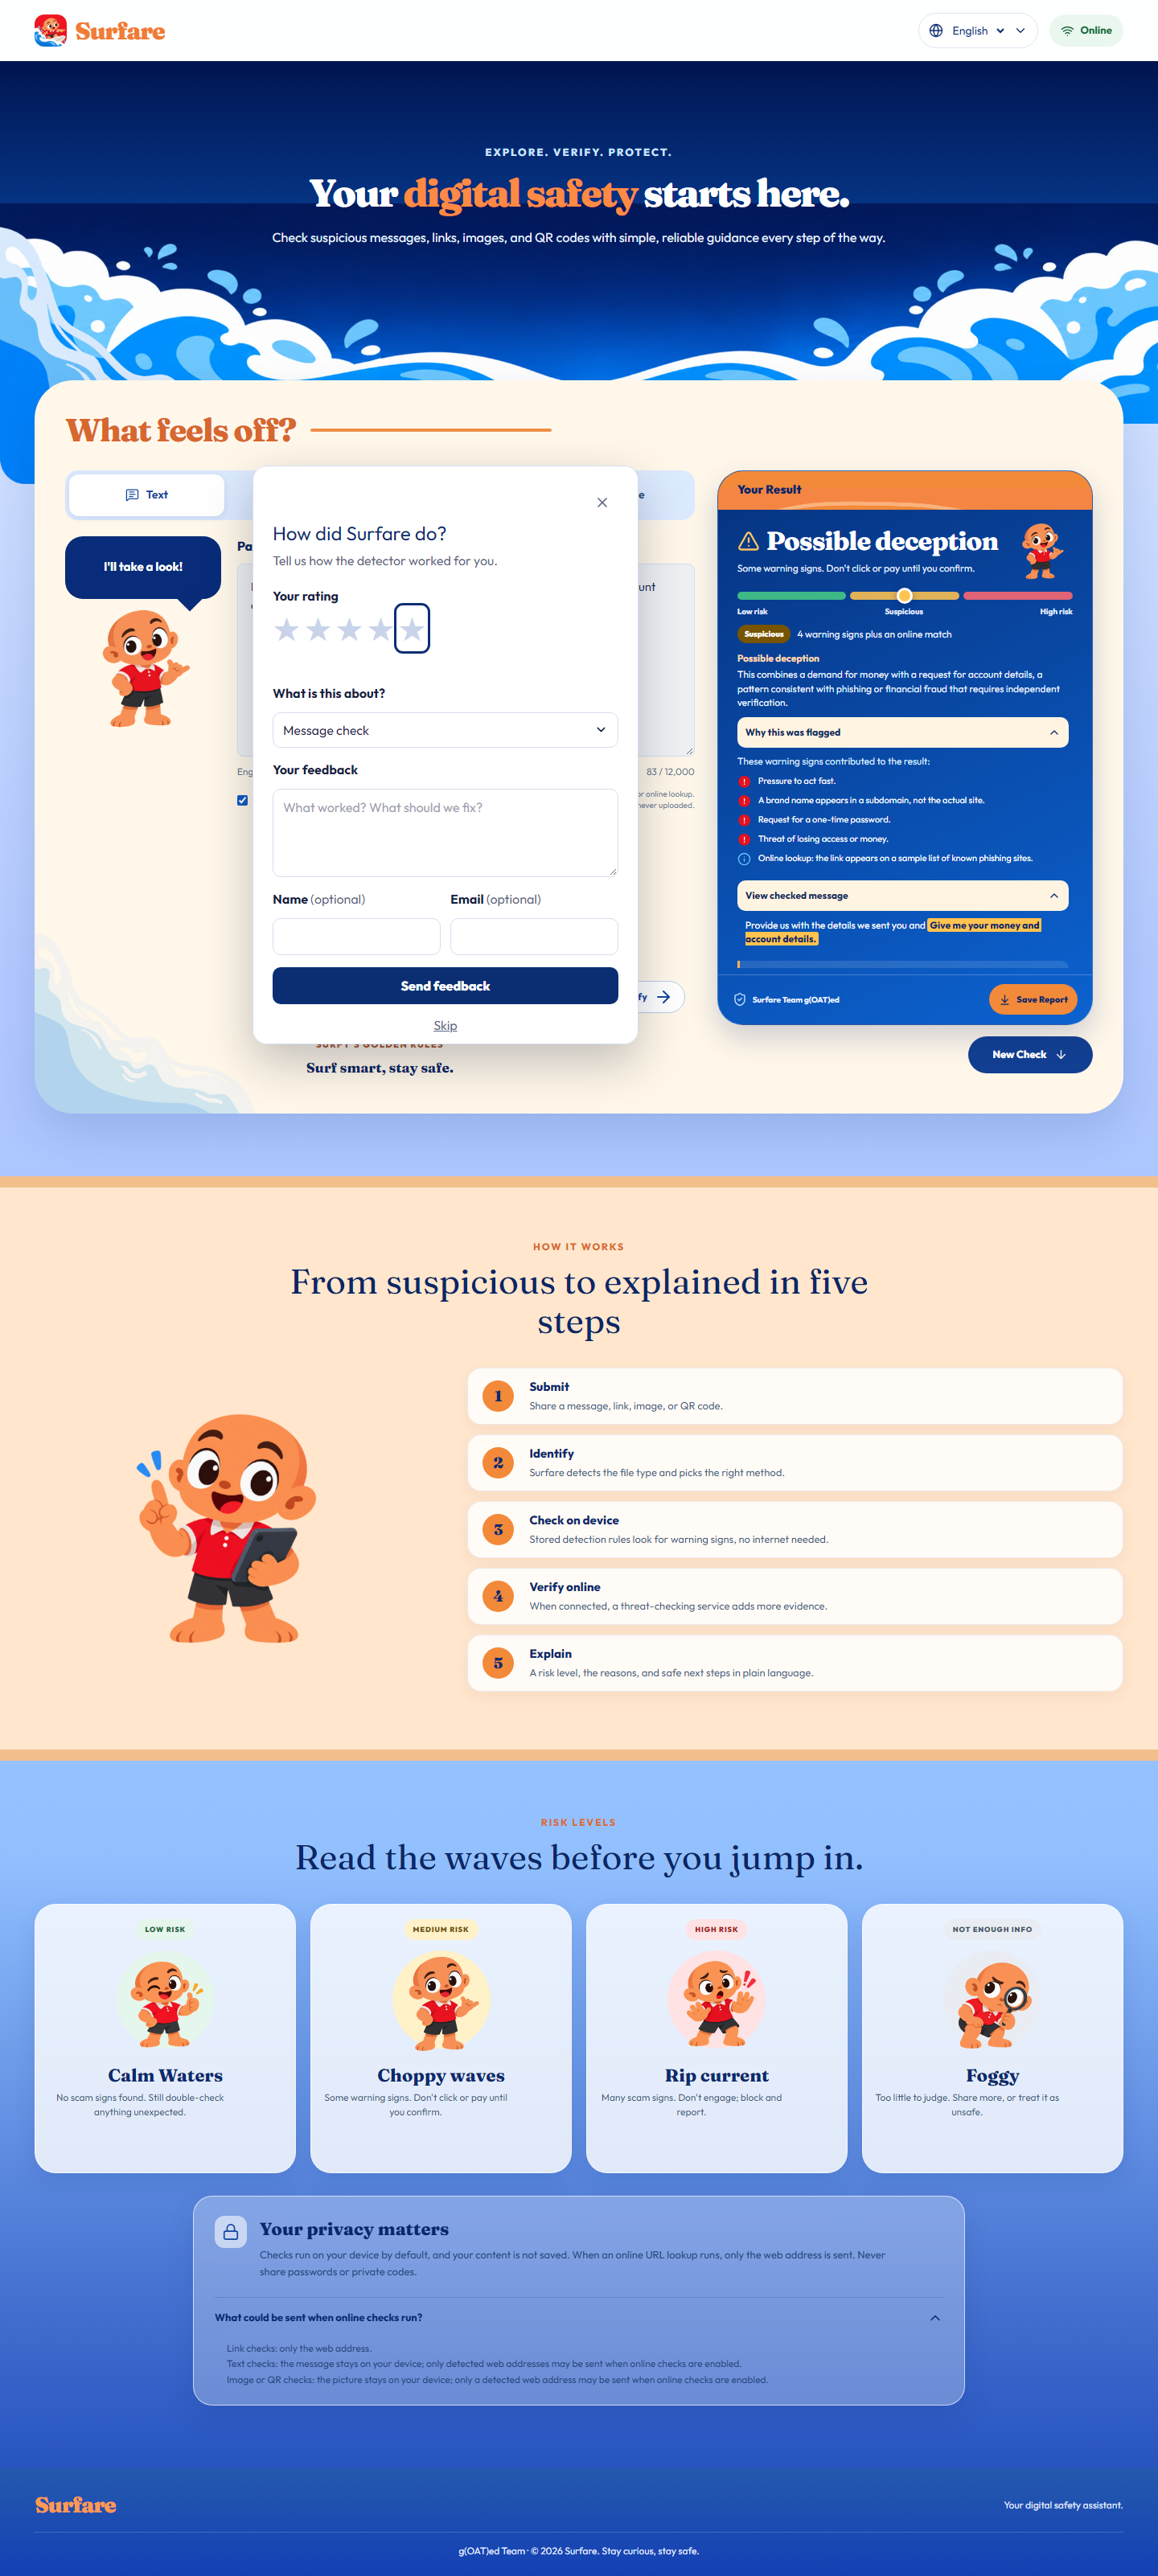 Surfare
English
Online
EXPLORE. VERIFY. PROTECT.
Your digital safety starts here.
Check suspicious messages, links, images, and QR codes with simple, reliable guidance every step of the way.
What feels off?
Text
I'll take a look!
83 / 12,000
or online lookup.
never uploaded.
How did Surfare do?
Tell us how the detector worked for you.
Your rating
What is this about?
Message check
Your feedback
What worked? What should we fix?
Name (optional)
Email (optional)
Send feedback
Skip
SURFY'S GOLDEN RULES
Surf smart, stay safe.
Your Result
Possible deception
Some warning signs. Don't click or pay until you confirm.
Low risk
Suspicious
High risk
Suspicious 4 warning signs plus an online match
Possible deception
This combines a demand for money with a request for account details, a
pattern consistent with phishing or financial fraud that requires independent
verification.
Why this was flagged
These warning signs contributed to the result:
Pressure to act fast.
A brand name appears in a subdomain, not the actual site.
Request for a one-time password.
Threat of losing access or money.
Online lookup: the link appears on a sample list of known phishing sites.
View checked message
Provide us with the details we sent you and Give me your money and
account details.
Surfare Team g(OAT)ed
Save Report
New Check
HOW IT WORKS
From suspicious to explained in five
steps
1
Submit
Share a message, link, image, or QR code.
2
Identify
Surfare detects the file type and picks the right method.
3
Check on device
Stored detection rules look for warning signs, no internet needed.
4
Verify online
When connected, a threat-checking service adds more evidence.
5
Explain
A risk level, the reasons, and safe next steps in plain language.
RISK LEVELS
Read the waves before you jump in.
LOW RISK
Calm Waters
No scam signs found. Still double-check
anything unexpected.
MEDIUM RISK
Choppy waves
Some warning signs. Don't click or pay until
you confirm.
HIGH RISK
Rip current
Many scam signs. Don't engage; block and
report.
NOT ENOUGH INFO
Foggy
Too little to judge. Share more, or treat it as
unsafe.
Your privacy matters
Checks run on your device by default, and your content is not saved. When an online URL lookup runs, only the web address is sent. Never
share passwords or private codes.
What could be sent when online checks run?
Link checks: only the web address.
Text checks: the message stays on your device; only detected web addresses may be sent when online checks are enabled.
Image or QR checks: the picture stays on your device; only a detected web address may be sent when online checks are enabled.
Surfare
Your digital safety assistant.
g(OAT)ed Team · © 2026 Surfare. Stay curious, stay safe.